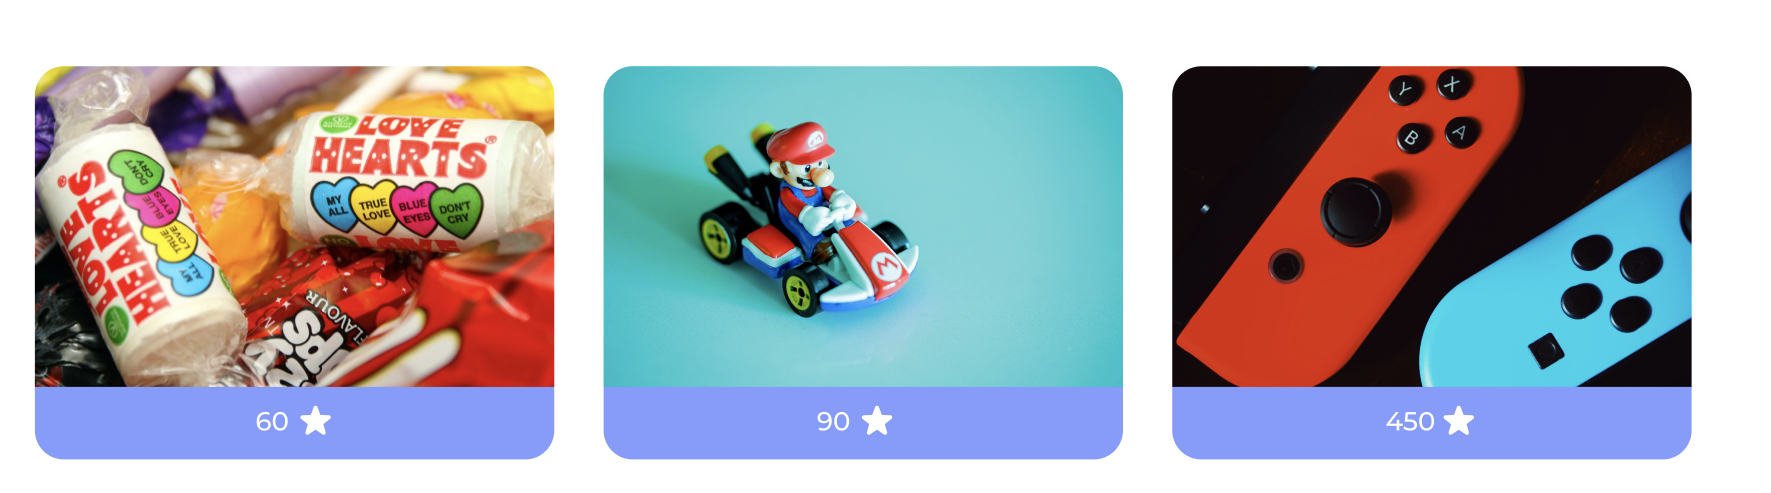 LOVE
HEARTS®
MY ALL
TRUE LOVE
BLUE EYES
DON'T CRY
LOVE
LOVE
HEARTS®
MY ALL
TRUE LOVE
BLUE EYES
DON'T CRY
FLAVOUR
M
M
Y
X
B
A
60
90
450